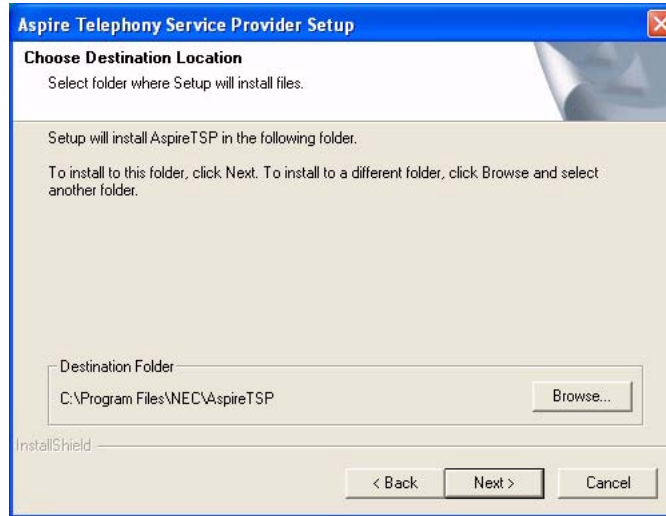 Aspire Telephony Service Provider Setup
Choose Destination Location
Select folder where Setup will install files.
Setup will install AspireTSP in the following folder.
To install to this folder, click Next. To install to a different folder, click Browse and select
another folder.
Destination Folder
C:\Program Files\NEC\AspireTSP
Browse...
InstallShield
< Back
Next >
Cancel